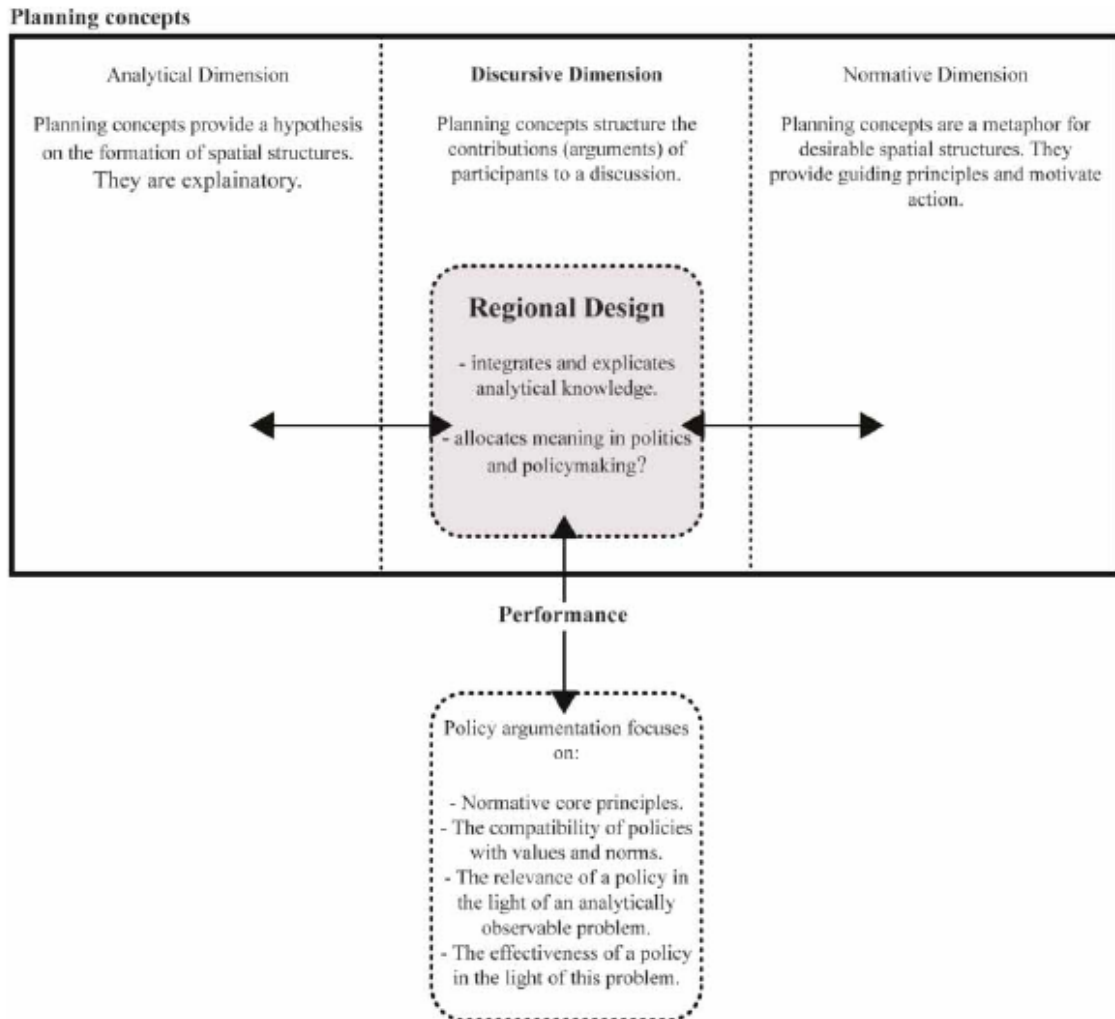 Planning concepts
Analytical Dimension
Planning concepts provide a hypothesis
on the formation of spatial structures.
They are explainatory.
Discursive Dimension
Planning concepts structure the
contributions (arguments) of
participants to a discussion.
Normative Dimension
Planning concepts are a metaphor for
desirable spatial structures. They
provide guiding principles and motivate
action.
Regional Design
- integrates and explicates
analytical knowledge.
- allocates meaning in politics
and policymaking?
Performance
Policy argumentation focuses
on:
- Normative core principles.
- The compatibility of policies
with values and norms.
- The relevance of a policy in
the light of an analytically
observable problem.
- The effectiveness of a policy
in the light of this problem.